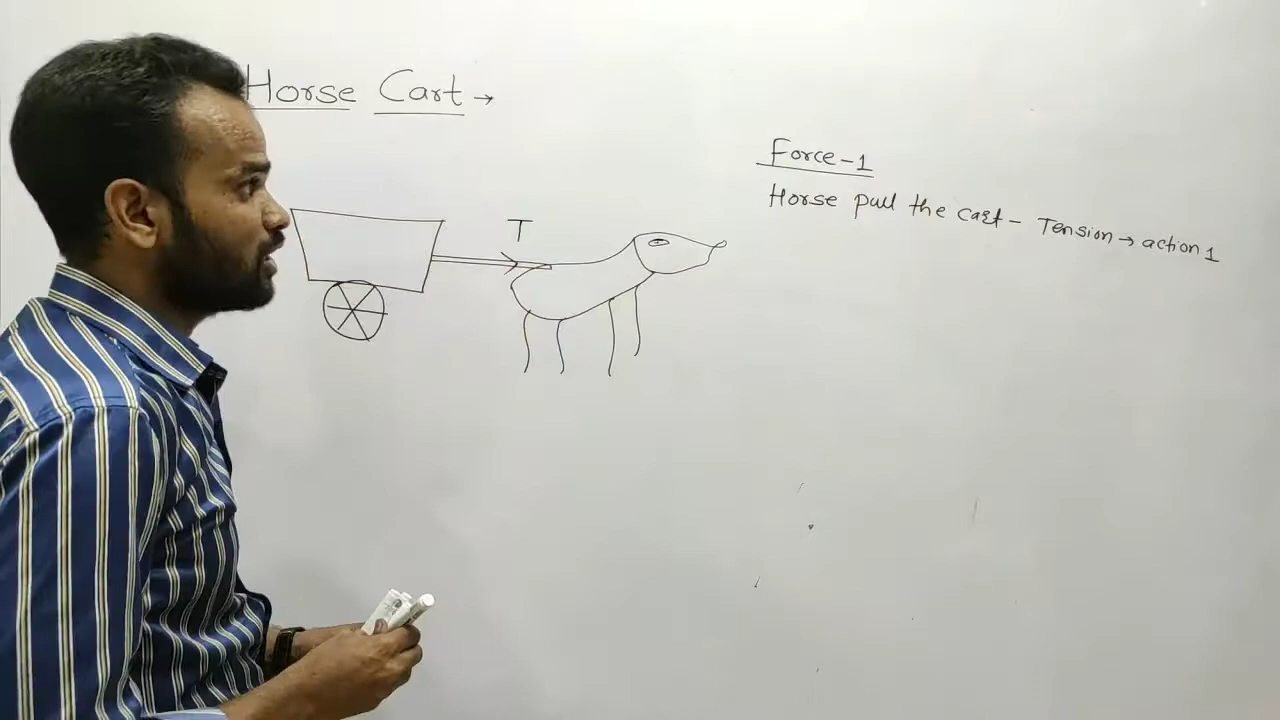 Horse Cart →
T
Force-1
Horse pull the cart - Tension → action 1